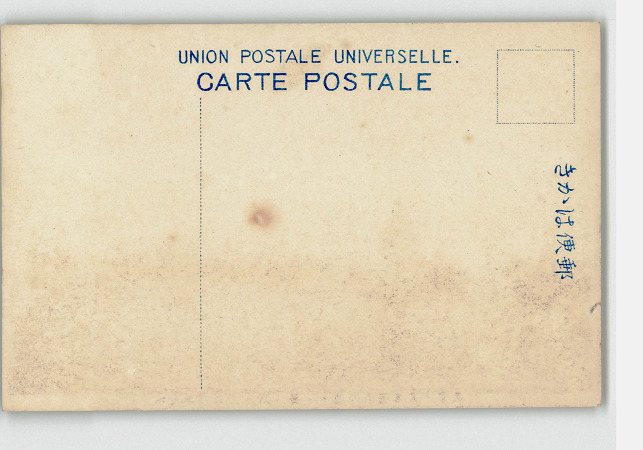 UNION POSTALE UNIVERSELLE.
CARTE POSTALE
郵便はがき